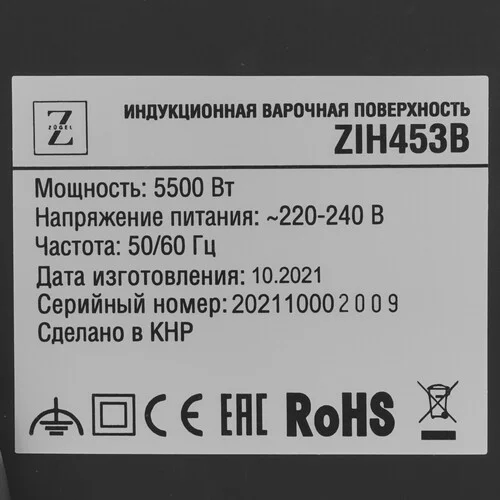 Z
ZUGEL
ИНДУКЦИОННАЯ ВАРОЧНАЯ ПОВЕРХНОСТЬ
ZIH453B
Мощность: 5500 Вт
Напряжение питания: ~220-240 В
Частота: 50/60 Гц
Дата изготовления: 10.2021
Серийный номер: 202110002009
Сделано в КНР
CE EAC RoHS